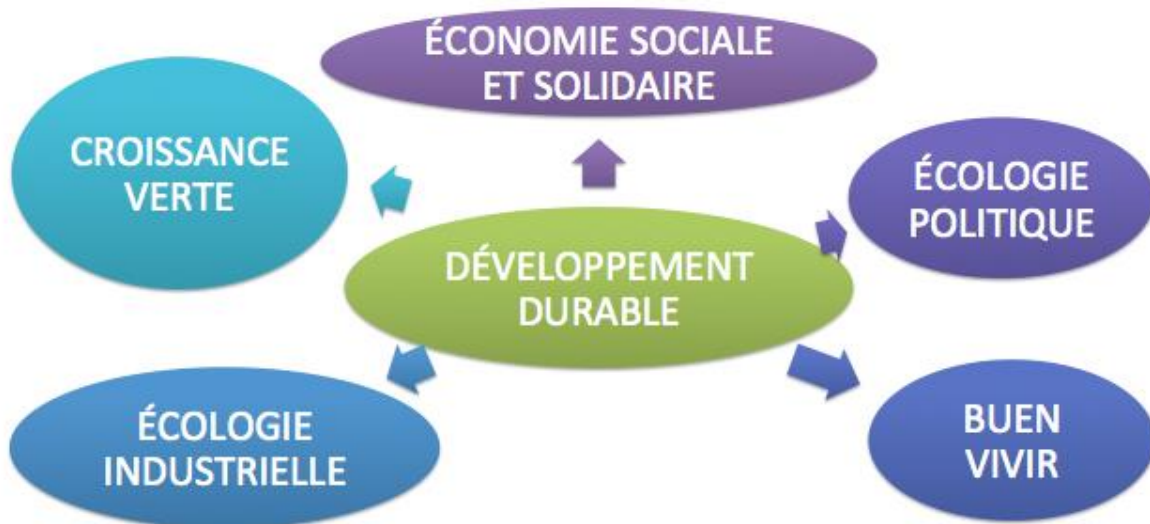 ÉCONOMIE SOCIALE
ET SOLIDAIRE
CROISSANCE
VERTE
ÉCOLOGIE
POLITIQUE
DÉVELOPPEMENT
DURABLE
ÉCOLOGIE
INDUSTRIELLE
BUEN
VIVIR